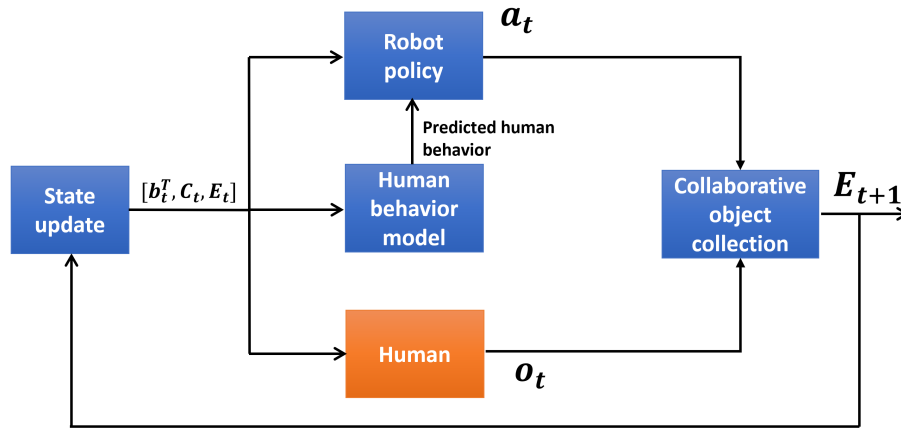 a_t
Robot
policy
Predicted human
behavior
State
update
[b_t^T, C_t, E_t]
Human
behavior
model
Collaborative
object
collection
E_{t+1}
Human
o_t